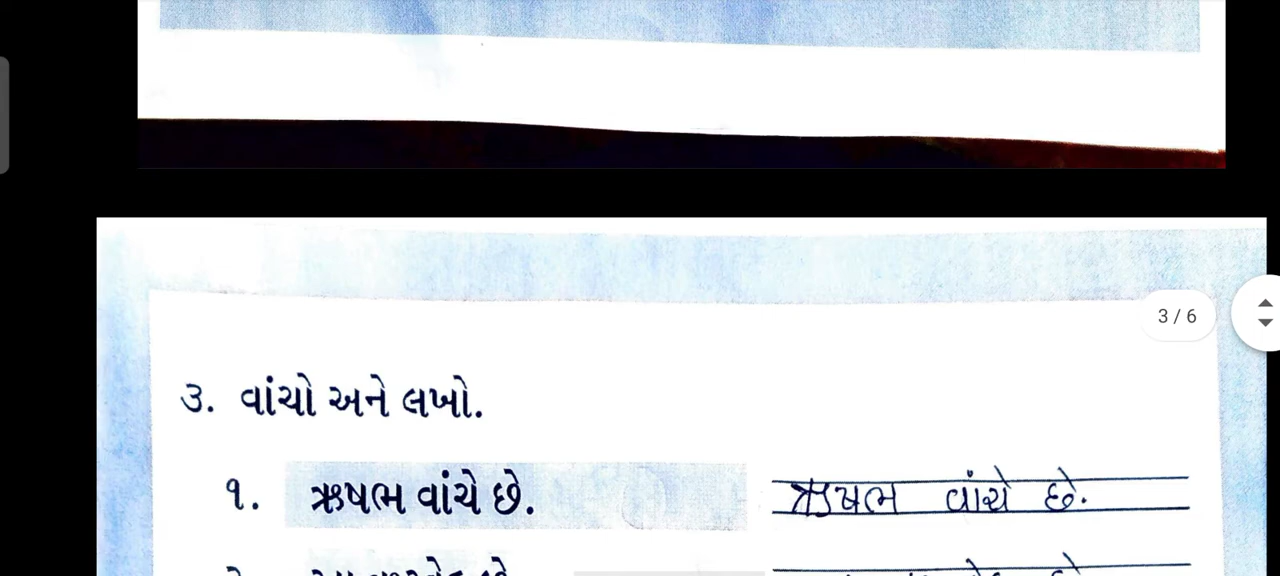 3 / 6
૩. વાંચો અને લખો.
૧. ઋષભ વાંચે છે. ઋષભ વાંચે છે.